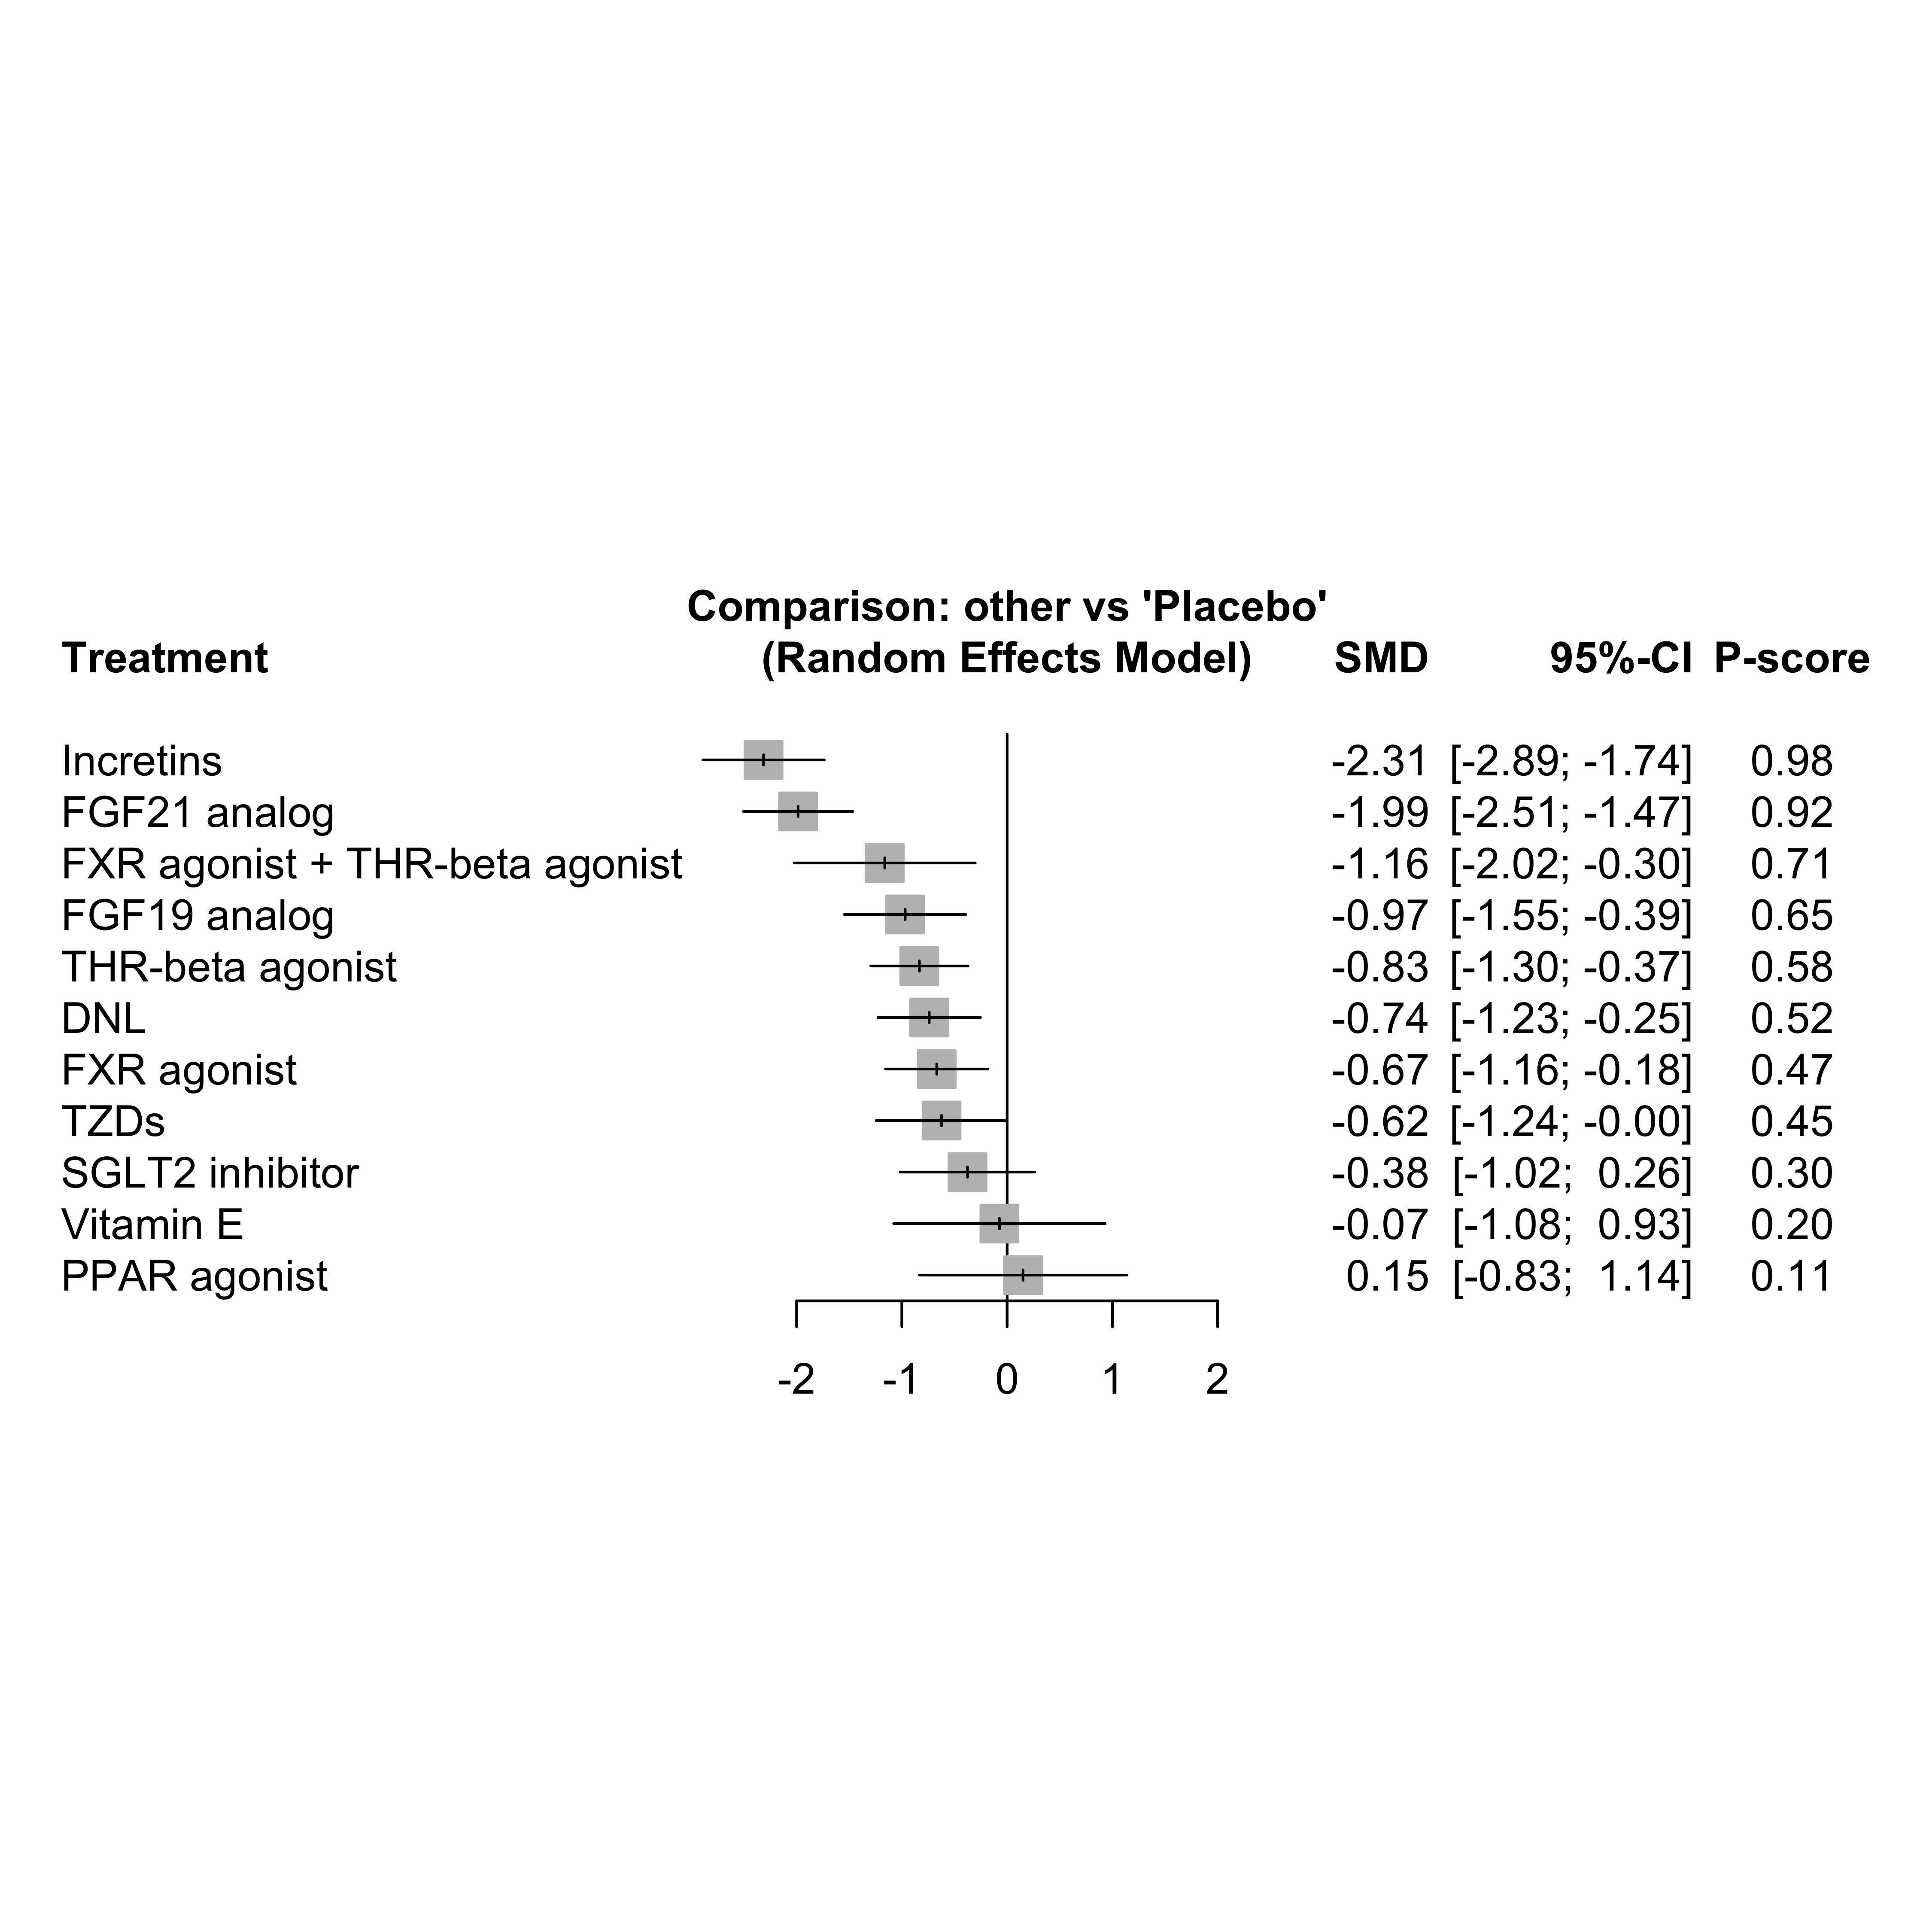 Comparison: other vs 'Placebo'
Treatment (Random Effects Model) SMD 95%-CI P-score
Incretins -2.31 [-2.89; -1.74] 0.98
FGF21 analog -1.99 [-2.51; -1.47] 0.92
FXR agonist + THR-beta agonist -1.16 [-2.02; -0.30] 0.71
FGF19 analog -0.97 [-1.55; -0.39] 0.65
THR-beta agonist -0.83 [-1.30; -0.37] 0.58
DNL -0.74 [-1.23; -0.25] 0.52
FXR agonist -0.67 [-1.16; -0.18] 0.47
TZDs -0.62 [-1.24; -0.00] 0.45
SGLT2 inhibitor -0.38 [-1.02; 0.26] 0.30
Vitamin E -0.07 [-1.08; 0.93] 0.20
PPAR agonist 0.15 [-0.83; 1.14] 0.11
-2 -1 0 1 2